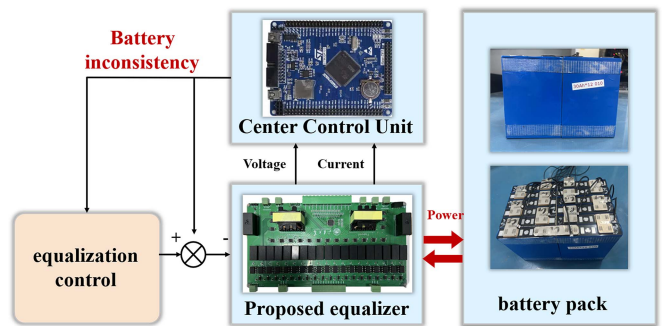 Battery
inconsistency
Center Control Unit
Voltage
Current
equalization
control
+
-
Proposed equalizer
Power
battery pack